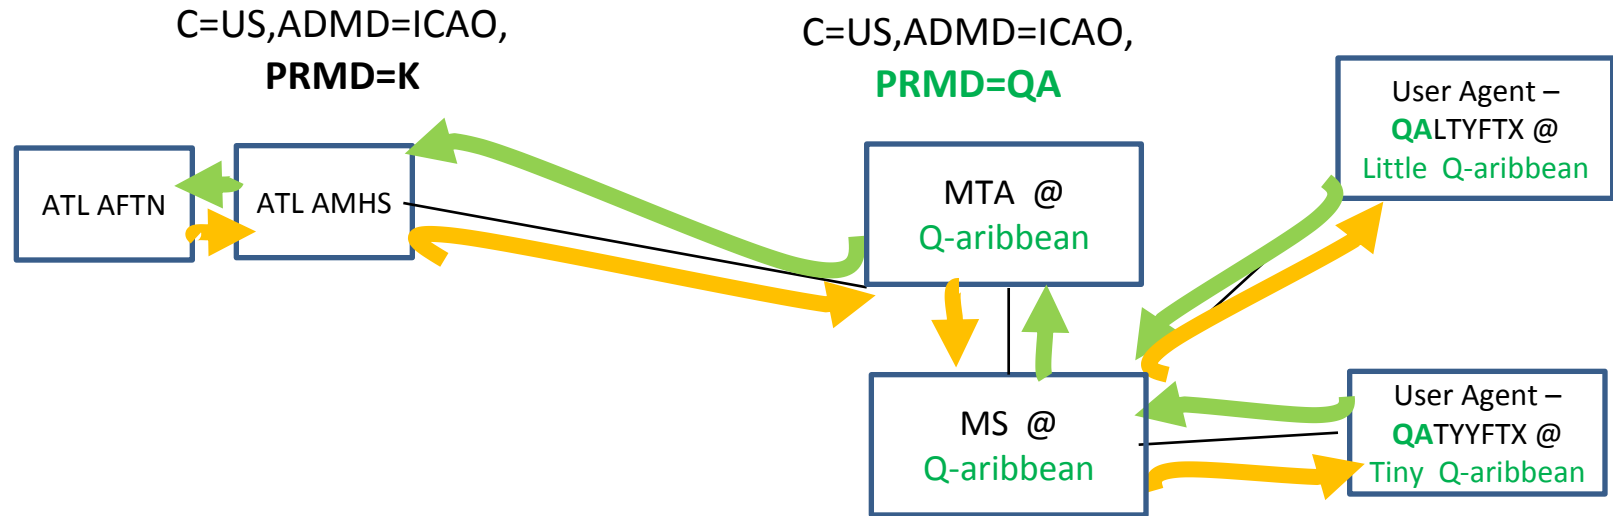 C=US,ADMD=ICAO,
PRMD=K
C=US,ADMD=ICAO,
PRMD=QA
ATL AFTN
ATL AMHS
MTA @
Q-aribbean
MS @
Q-aribbean
User Agent –
QALTYFTX @
Little Q-aribbean
User Agent –
QATYYFTX @
Tiny Q-aribbean